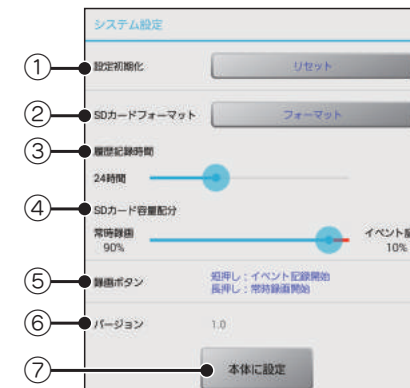 システム設定
① 設定初期化 リセット
② SDカードフォーマット フォーマット
③ 履歴記録時間
24時間
④ SDカード容量配分
常時録画 イベント
90% 10%
⑤ 録画ボタン 短押し：イベント記録開始
長押し：常時録画開始
⑥ バージョン 1.0
⑦ 本体に設定